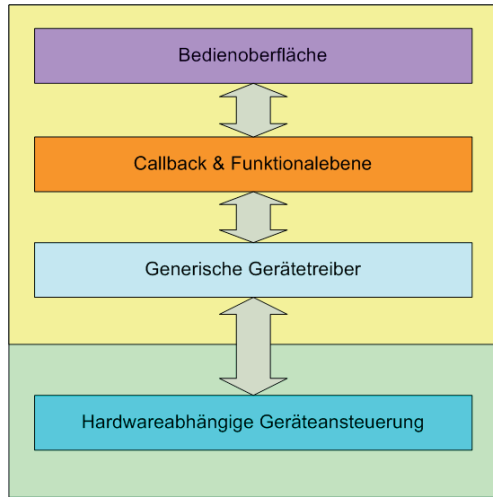 Bedienoberfläche
Callback & Funktionalebene
Generische Gerätetreiber
Hardwareabhängige Geräteansteuerung